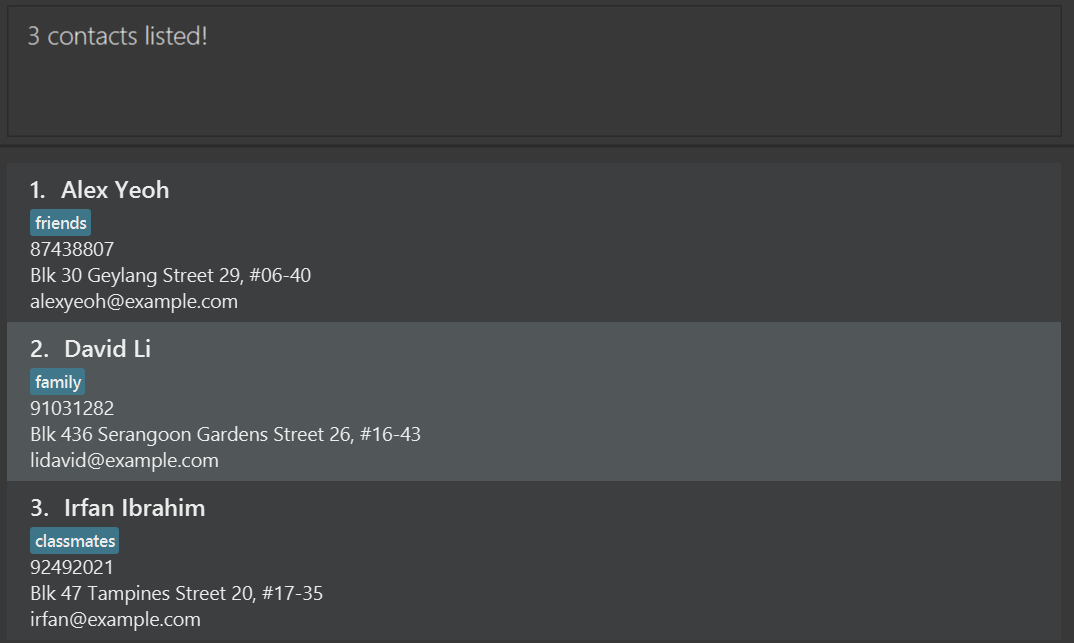 3 contacts listed!
1. Alex Yeoh
friends
87438807
Blk 30 Geylang Street 29, #06-40
alexyeoh@example.com
2. David Li
family
91031282
Blk 436 Serangoon Gardens Street 26, #16-43
lidavid@example.com
3. Irfan Ibrahim
classmates
92492021
Blk 47 Tampines Street 20, #17-35
irfan@example.com